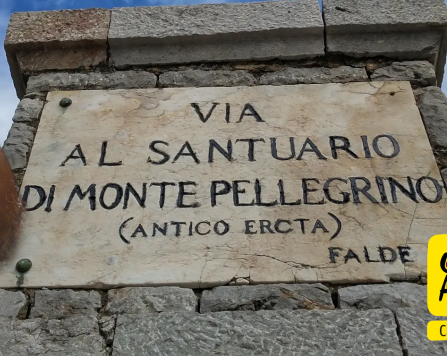 VIA
AL SANTUARIO
DI MONTE PELLEGRINO
(ANTICO ERCTA)
FALDE